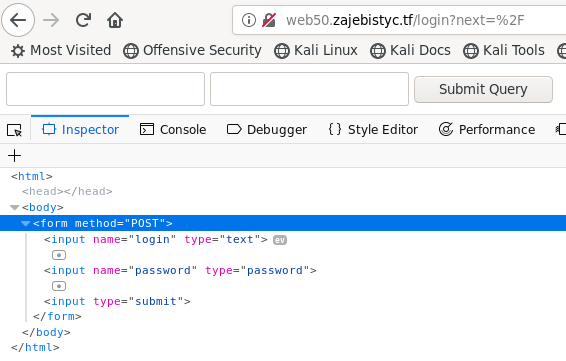 web50.zajebistyc.tf/login?next=%2F
Most Visited Offensive Security Kali Linux Kali Docs Kali Tools
Submit Query
Inspector Console Debugger {} Style Editor Performance
<html>
<head></head>
<body>
<form method="POST">
<input name="login" type="text"> ev
<input name="password" type="password">
<input type="submit">
</form>
</body>
</html>